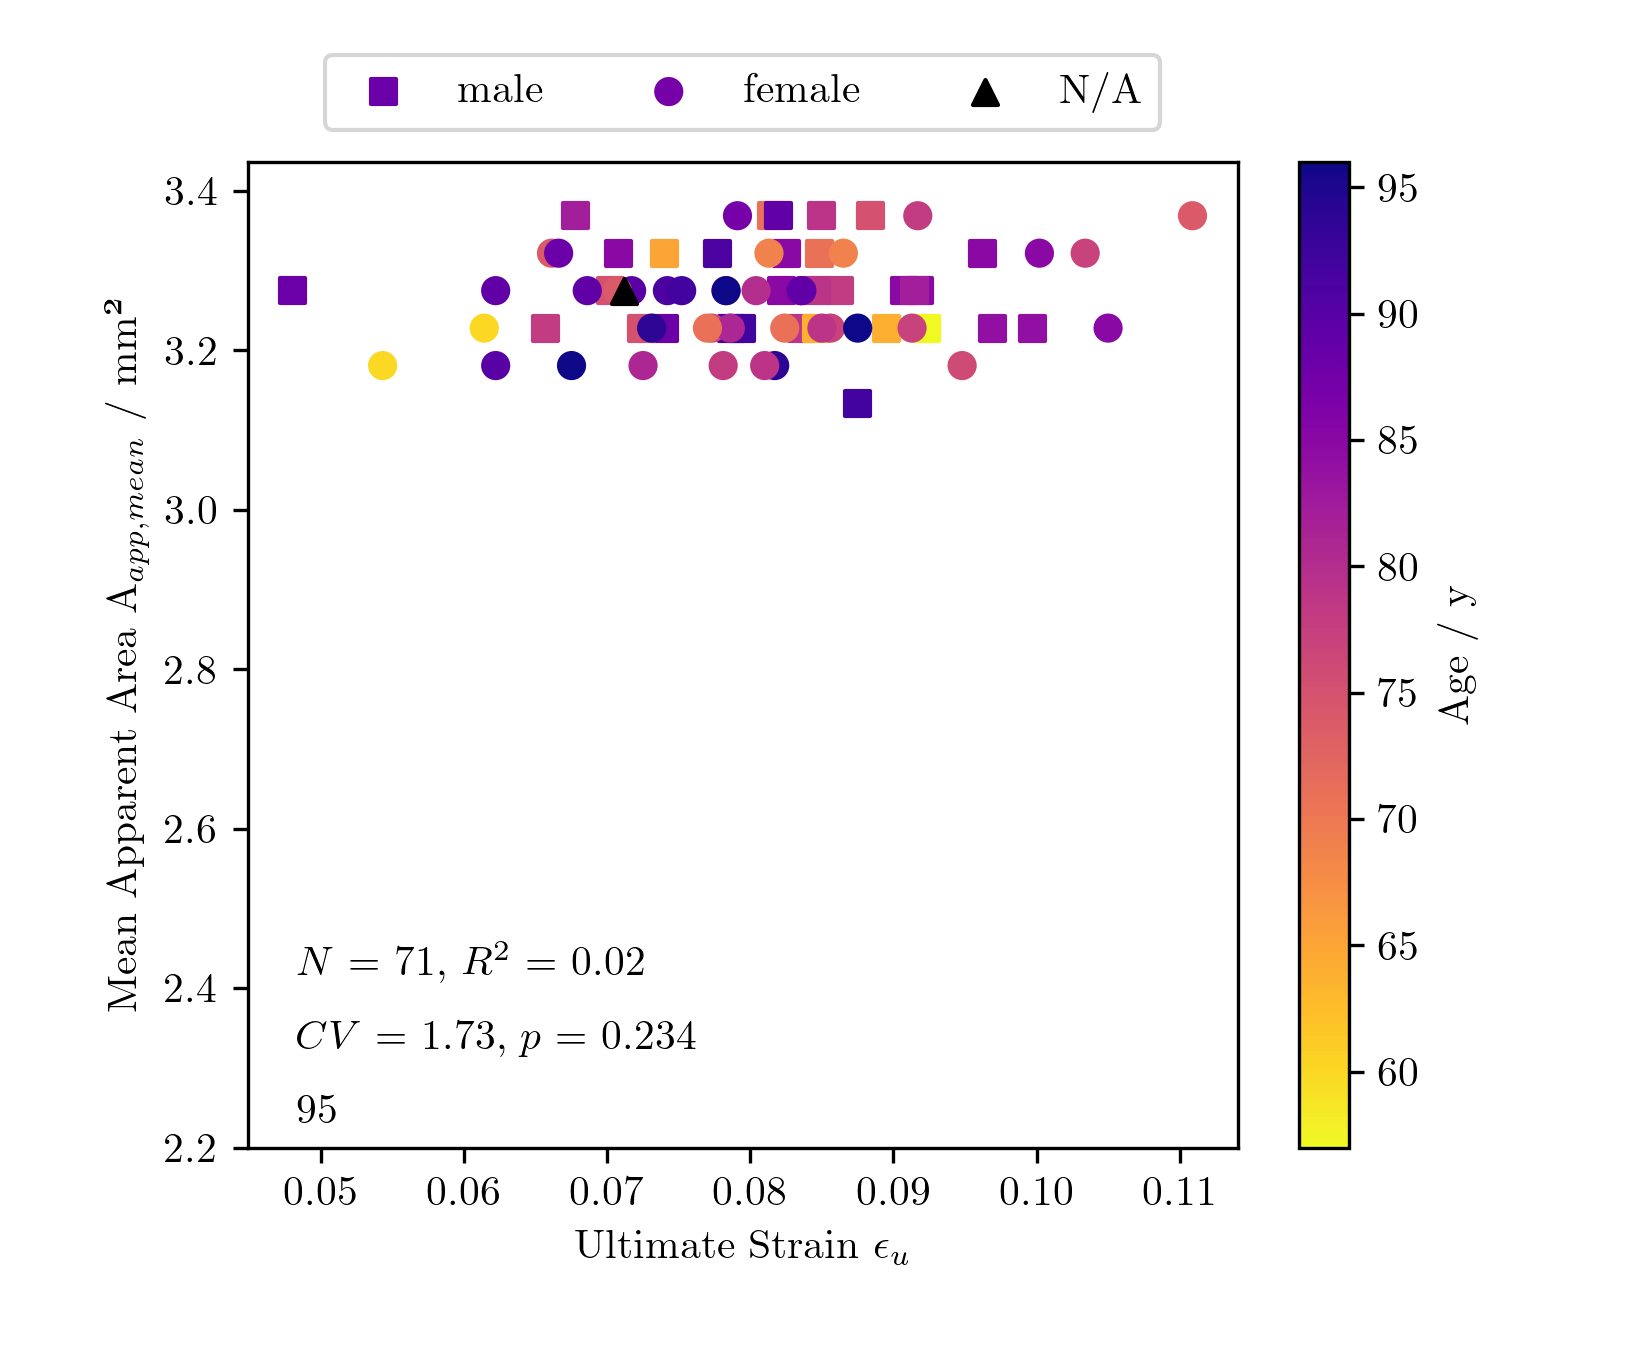 male female N/A
3.4
3.2
3.0
2.8
2.6
2.4
2.2
Mean Apparent Area A_{app,mean} / mm²
N = 71, R² = 0.02
CV = 1.73, p = 0.234
95
0.05 0.06 0.07 0.08 0.09 0.10 0.11
Ultimate Strain ϵ_u
95
90
85
80
75
70
65
60
Age / y